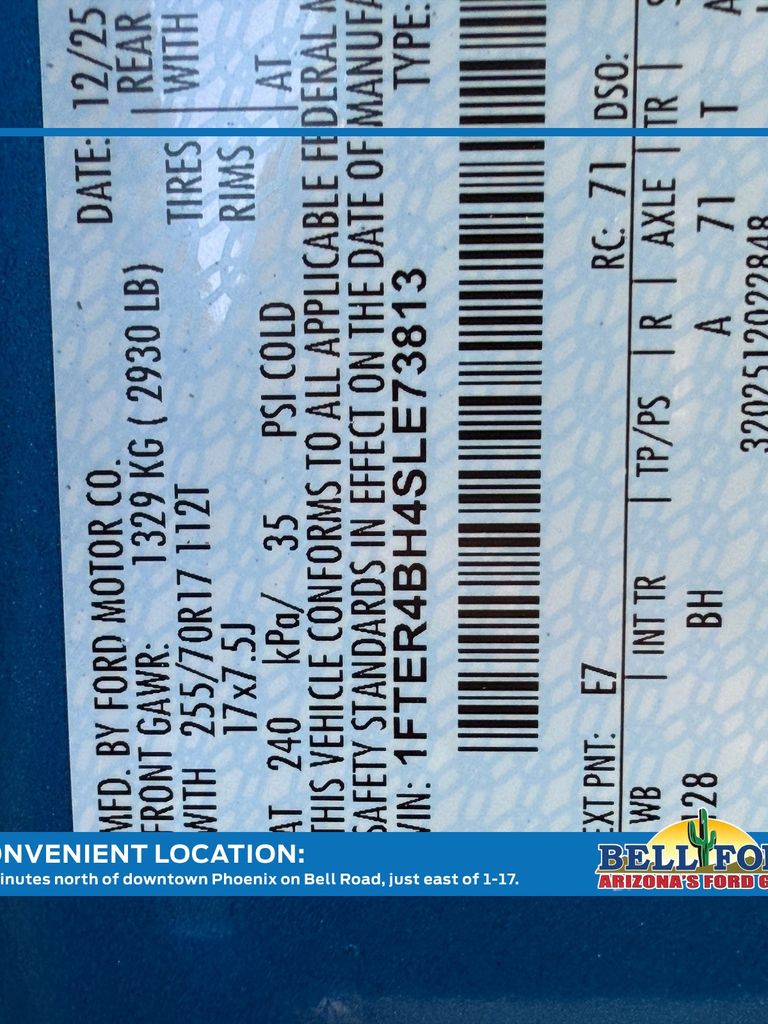 MFD. BY FORD MOTOR CO. DATE: 12/25
FRONT GAWR: 1329 KG ( 2930 LB) REAR
WITH 255/70R17 112T TIRES WITH
17x7.5J RIMS
AT 240 kPa/ 35 PSI COLD AT
THIS VEHICLE CONFORMS TO ALL APPLICABLE FEDERAL
SAFETY STANDARDS IN EFFECT ON THE DATE OF MANUFA
VIN: 1FTER4BH4SLE73813 TYPE:
EXT PNT: E7 RC: 71 DSO:
WB | INT TR | TP/PS | R | AXLE | TR |
128 BH A 71 T A
3202512022848
ONVENIENT LOCATION:
inutes north of downtown Phoenix on Bell Road, just east of 1-17.
BELL FO
ARIZONA'S FORD G